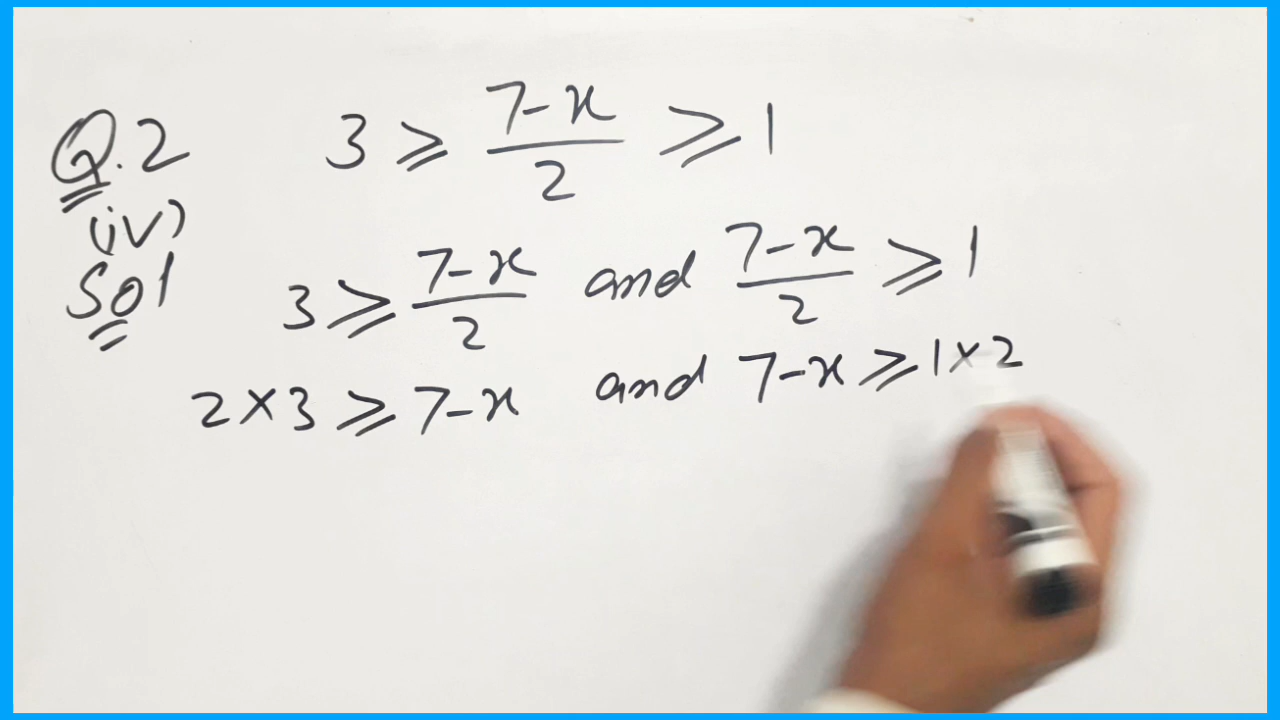 Q.2 3 ⩾ (7-x)/2 ⩾ 1
(iv)
Sol 3 ⩾ (7-x)/2 and (7-x)/2 ⩾ 1
2×3 ⩾ 7-x and 7-x ⩾ 1×2